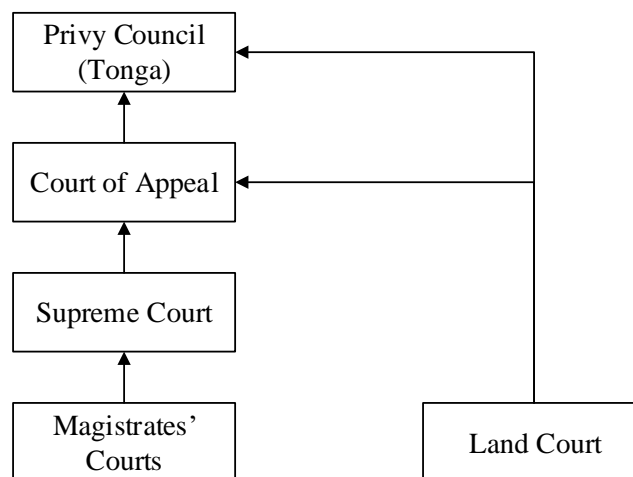 Privy Council
(Tonga)
Court of Appeal
Supreme Court
Magistrates’
Courts
Land Court